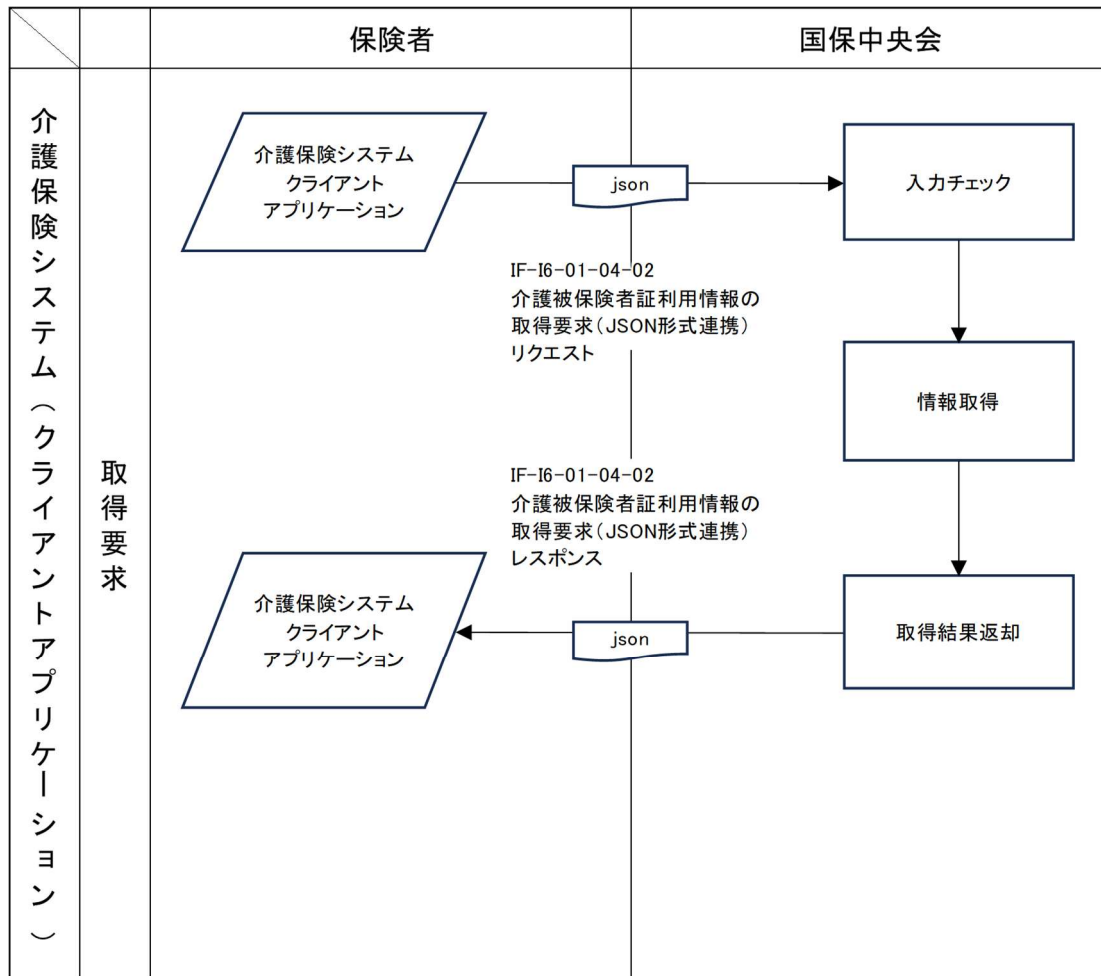 保険者
国保中央会
介護保険システム（クライアントアプリケーション）
取得要求
介護保険システム
クライアント
アプリケーション
json
入力チェック
IF-I6-01-04-02
介護被保険者証利用情報の
取得要求（JSON形式連携）
リクエスト
情報取得
IF-I6-01-04-02
介護被保険者証利用情報の
取得要求（JSON形式連携）
レスポンス
介護保険システム
クライアント
アプリケーション
json
取得結果返却